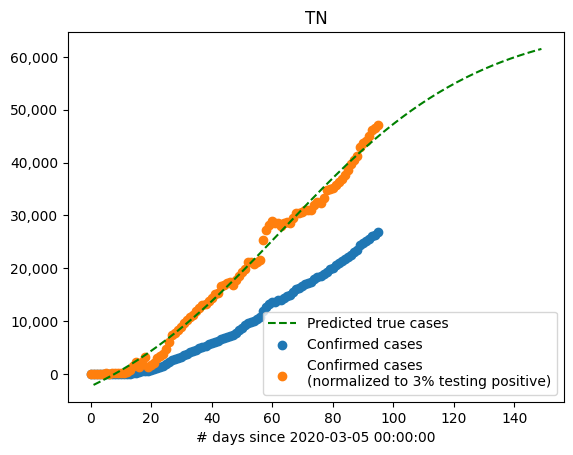 TN
60,000
50,000
40,000
30,000
20,000
10,000
0
Predicted true cases
Confirmed cases
Confirmed cases
(normalized to 3% testing positive)
0 20 40 60 80 100 120 140
# days since 2020-03-05 00:00:00